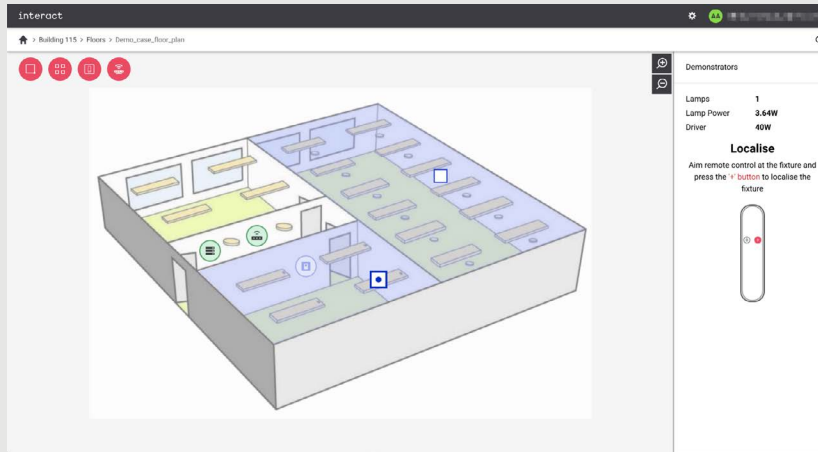 interact
AA
> Building 115 > Floors > Demo_case_floor_plan
Demonstrators
Lamps 1
Lamp Power 3.64W
Driver 40W
Localise
Aim remote control at the fixture and
press the '+' button to localise the
fixture